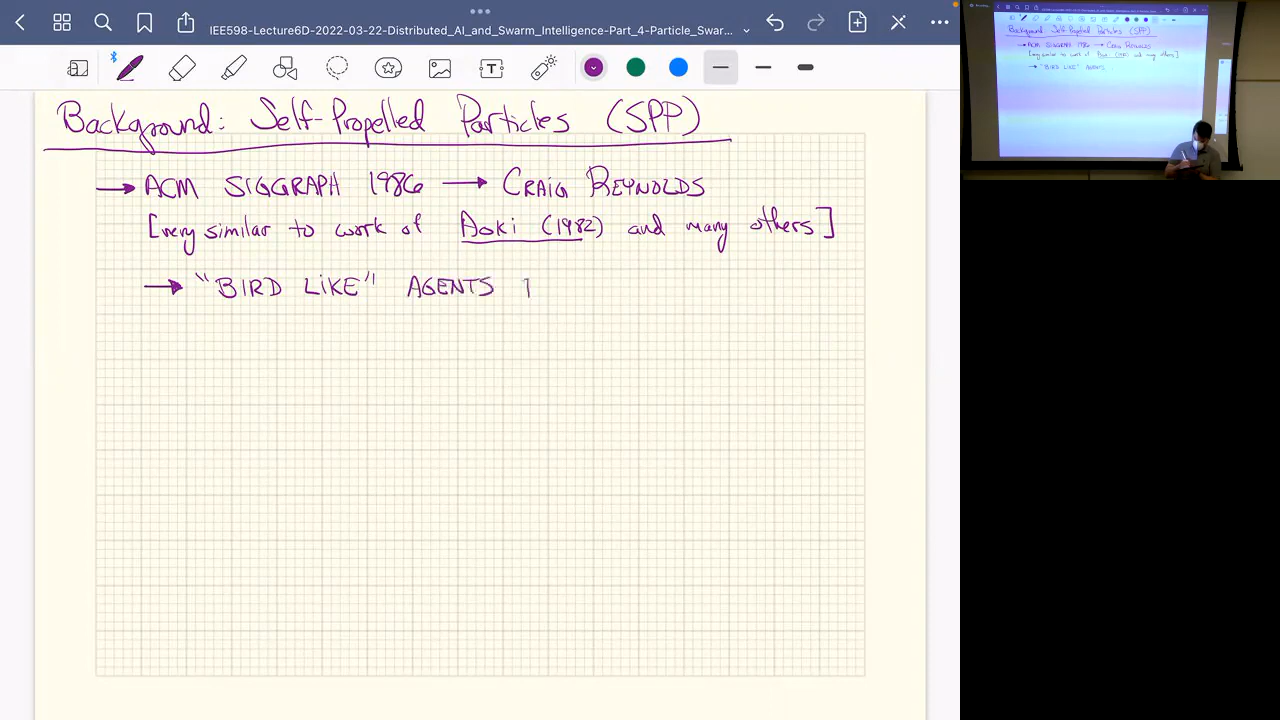 IEE598-Lecture6D-2022-03-22-Distributed_AI_and_Swarm_Intelligence-Part_4-Particle_Swar...
Background: Self-Propelled Particles (SPP)
→ ACM SIGGRAPH 1986 → CRAIG REYNOLDS
[very similar to work of Aoki (1982) and many others]
→ "BIRD LIKE" AGENTS